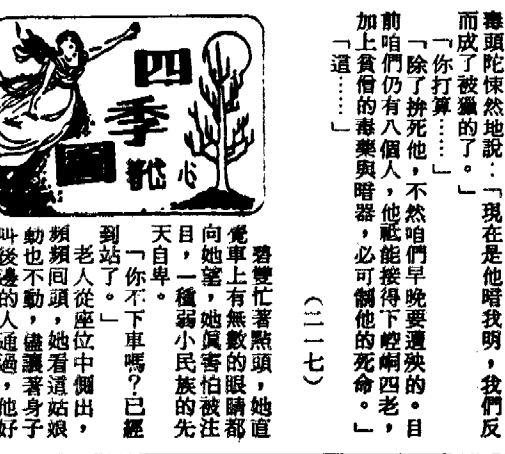 毒頭陀悚然地說：「現在是他暗我明，我們反
而成了被獵的了。」
「你打算……」
「除了拚死他，不然咱們早晚要遭殃的。目
前咱們仍有八個人，他祗能接得下崆峒四老，
加上貧僧的毒藥與暗器，必可制他的死命。」
「這……」
（二一七）
四季
心岱著
碧雙忙著點頭，她直
覺車上有無數的眼睛都
向她望，她真害怕被注
目，一種弱小民族的先
天自卑。
「你不下車嗎？已經
到站了。」
老人從座位中側出，
頻頻回頭，她看這姑娘
動也不動，儘讓著身子
叫後邊的人通過，他好